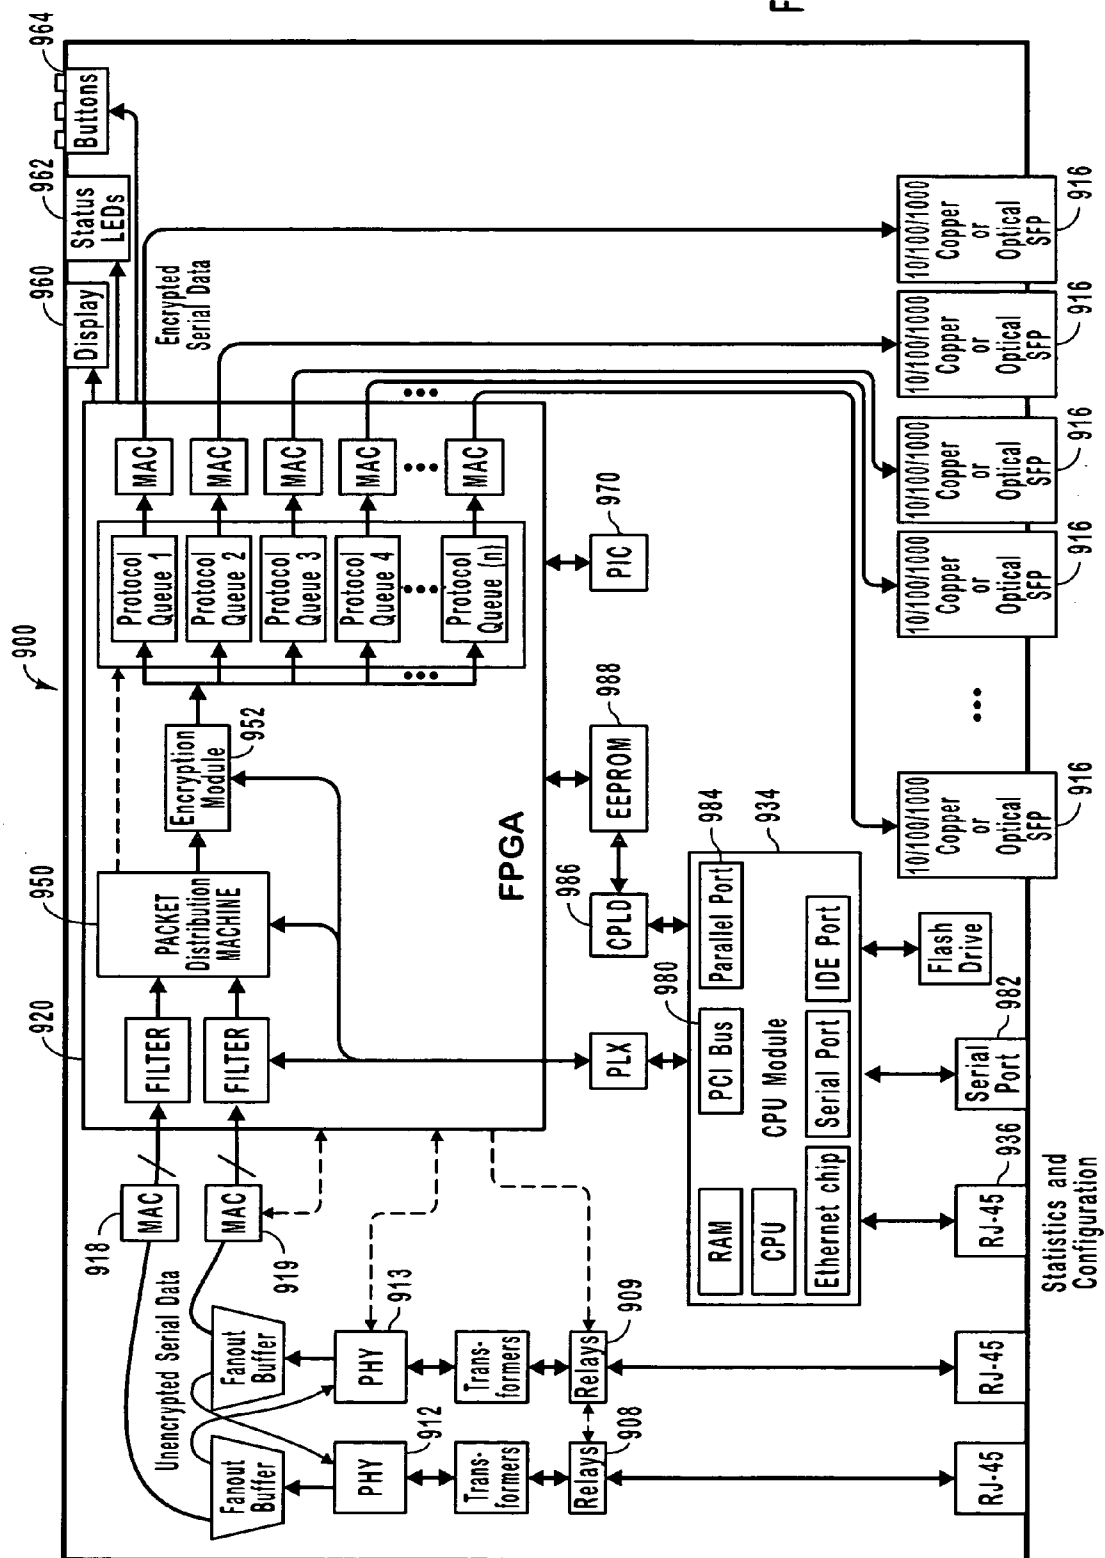 900
F
964
Buttons
962
Status
LEDs
960
Display
Encrypted
Serial Data
920
950
FILTER
FILTER
PACKET
Distribution
MACHINE
Encryption
Module
952
Protocol
Queue 1
Protocol
Queue 2
Protocol
Queue 3
Protocol
Queue 4
Protocol
Queue (n)
MAC
MAC
MAC
MAC
MAC
FPGA
918
MAC
MAC
919
Unencrypted Serial Data
Fanout
Buffer
Fanout
Buffer
PHY
912
PHY
913
Trans-
formers
Trans-
formers
Relays
908
Relays
909
RJ-45
RJ-45
PLX
986
CPLD
EEPROM
988
PIC
970
980
984
934
PCI Bus
Parallel Port
RAM
CPU
CPU Module
Ethernet chip
Serial Port
IDE Port
RJ-45
936
Statistics and
Configuration
Serial
Port
982
Flash
Drive
10/100/1000
Copper
or
Optical
SFP
916
10/100/1000
Copper
or
Optical
SFP
916
10/100/1000
Copper
or
Optical
SFP
916
10/100/1000
Copper
or
Optical
SFP
916
10/100/1000
Copper
or
Optical
SFP
916